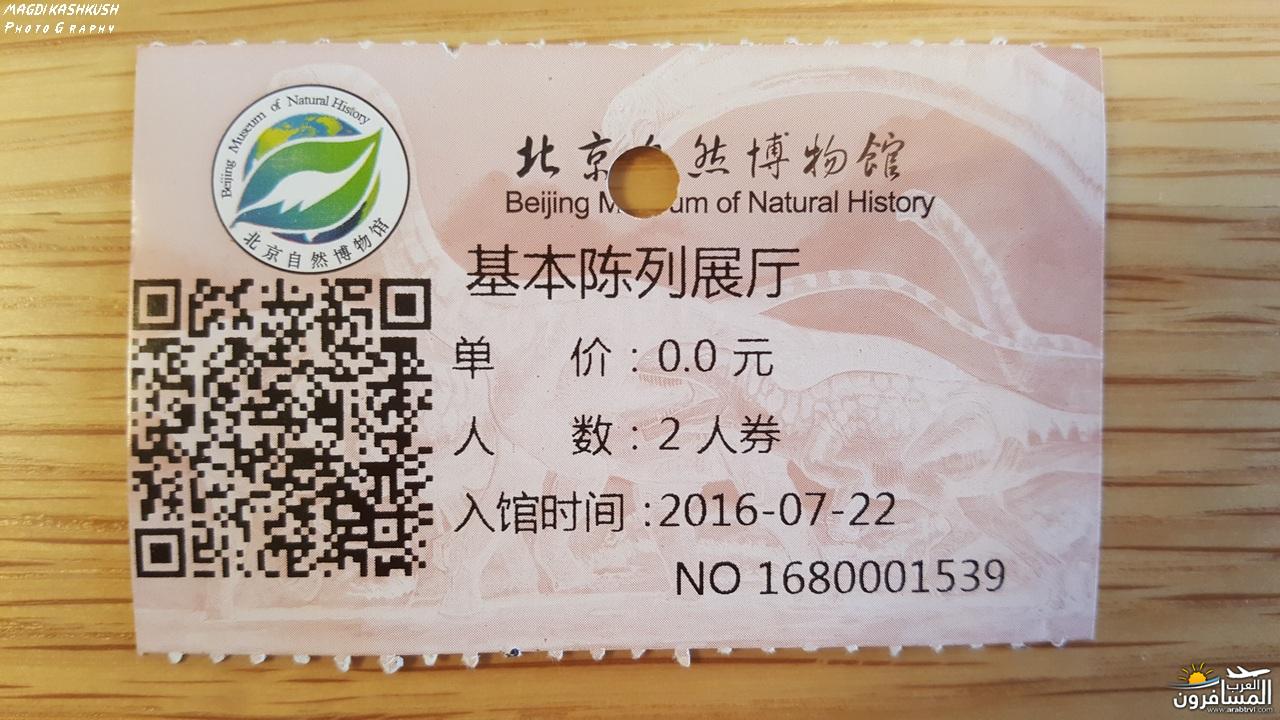 MAGDI KASHKUSH
PHOTOGRAPHY
Beijing Museum of Natural History
北京自然博物馆
北京 然博物馆
Beijing M um of Natural History
基本陈列展厅
单 价：0.0 元
人 数：2 人券
入馆时间：2016-07-22
NO 1680001539
العرب
المسافرون
www.arabtrvl.com